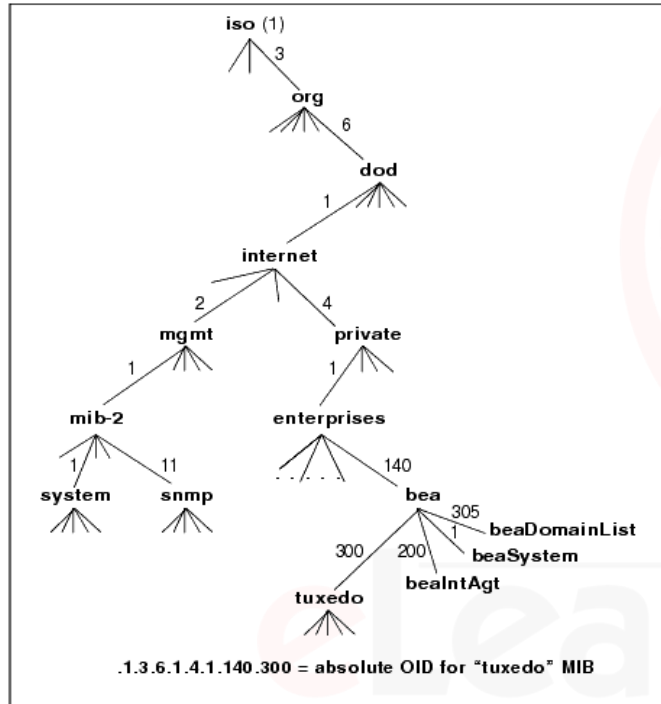 iso (1)
3
org
6
dod
1
internet
2
4
mgmt
private
1
1
mib-2
enterprises
1
11
140
system
snmp
bea
305
beaDomainList
1
300
200
beaSystem
beaIntAgt
tuxedo
.1.3.6.1.4.1.140.300 = absolute OID for "tuxedo" MIB
eLea